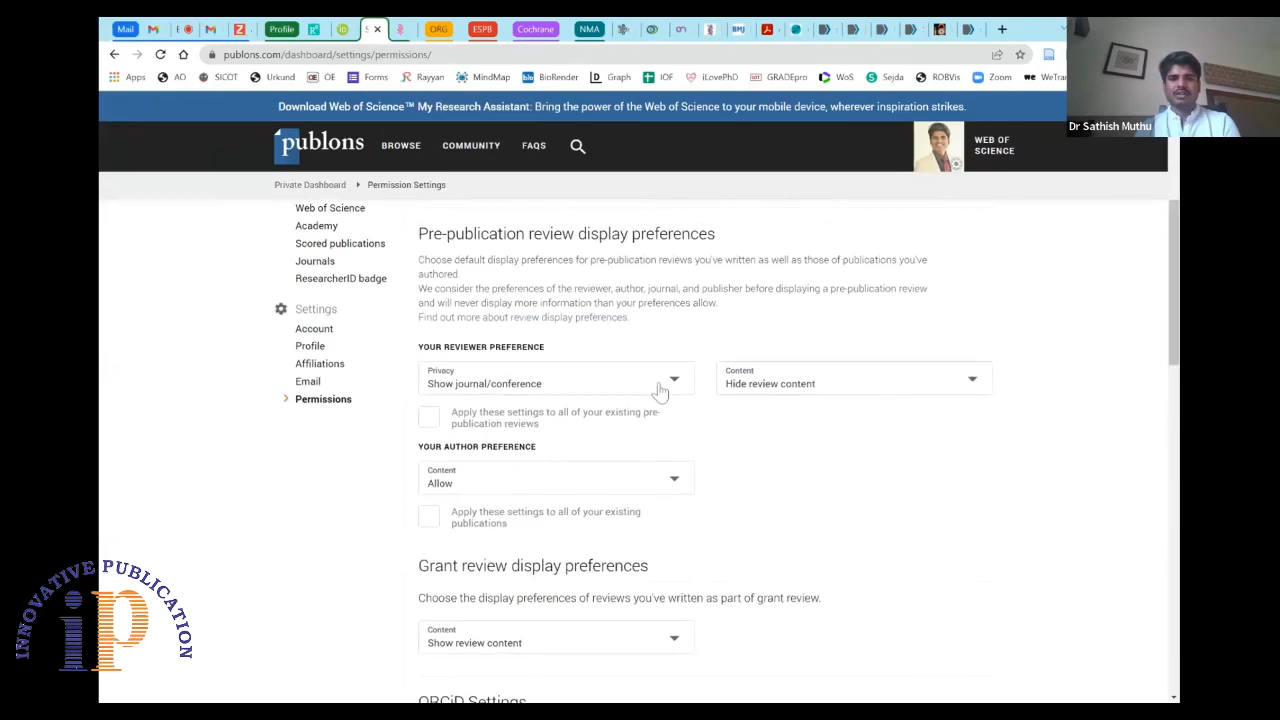 Mail
Profile
ORG
ESPB
Cochrane
NMA
BMJ
publons.com/dashboard/settings/permissions/
Apps
AO
SICOT
Urkund
OE
Forms
Rayyan
MindMap
BioRender
Graph
IOF
iLovePhD
GRADEpro
WoS
Sejda
ROBVis
Zoom
WeTra
Dr Sathish Muthu
Download Web of Science™ My Research Assistant: Bring the power of the Web of Science to your mobile device, wherever inspiration strikes.
publons
BROWSE
COMMUNITY
FAQS
WEB OF
SCIENCE
Private Dashboard
Permission Settings
Web of Science
Academy
Scored publications
Journals
ResearcherID badge
Settings
Account
Profile
Affiliations
Email
Permissions
Pre-publication review display preferences
Choose default display preferences for pre-publication reviews you've written as well as those of publications you've
authored.
We consider the preferences of the reviewer, author, journal, and publisher before displaying a pre-publication review
and will never display more information than your preferences allow.
Find out more about review display preferences.
YOUR REVIEWER PREFERENCE
Privacy
Show journal/conference
Content
Hide review content
Apply these settings to all of your existing pre-
publication reviews
YOUR AUTHOR PREFERENCE
Content
Allow
Apply these settings to all of your existing
publications
Grant review display preferences
Choose the display preferences of reviews you've written as part of grant review.
Content
Show review content
ORCiD Settings
INNOVATIVE PUBLICATION
ip